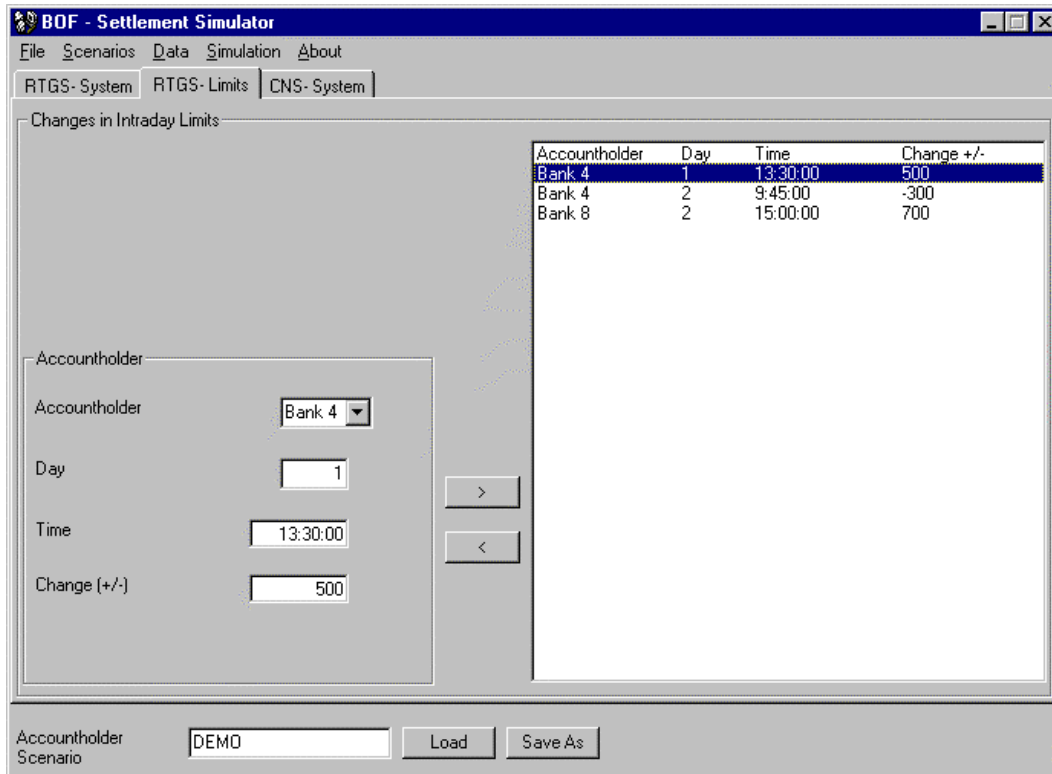 BOF - Settlement Simulator
File Scenarios Data Simulation About
RTGS- System RTGS- Limits CNS- System
Changes in Intraday Limits
Accountholder Day Time Change +/-
Bank 4 1 13:30:00 500
Bank 4 2 9:45:00 -300
Bank 8 2 15:00:00 700
Accountholder
Accountholder Bank 4
Day 1
Time 13:30:00
Change (+/-) 500
>
<
Accountholder
Scenario
DEMO Load Save As